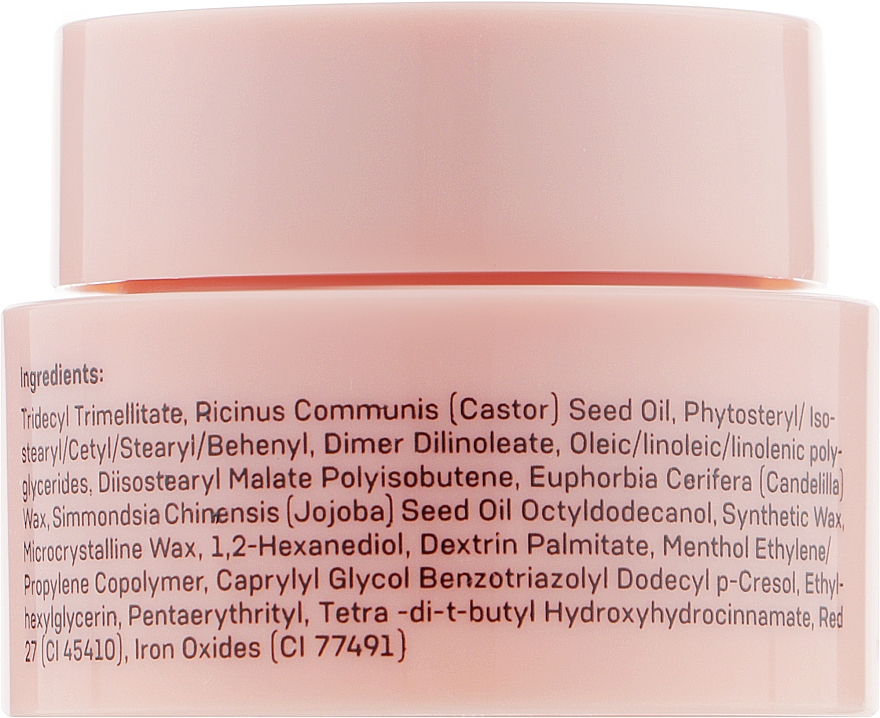 Ingredients:
Tridecyl Trimellitate, Ricinus Communis (Castor) Seed Oil, Phytosteryl/ Iso-
stearyl/Cetyl/Stearyl/Behenyl, Dimer Dilinoleate, Oleic/linoleic/linolenic poly-
glycerides, Diisostearyl Malate Polyisobutene, Euphorbia Cerifera (Candelilla)
Wax, Simmondsia Chinensis (Jojoba) Seed Oil Octyldodecanol, Synthetic Wax,
Microcrystalline Wax, 1,2-Hexanediol, Dextrin Palmitate, Menthol Ethylene/
Propylene Copolymer, Caprylyl Glycol Benzotriazolyl Dodecyl p-Cresol, Ethyl-
hexylglycerin, Pentaerythrityl, Tetra -di-t-butyl Hydroxyhydrocinnamate, Red
27 (CI 45410), Iron Oxides (CI 77491)